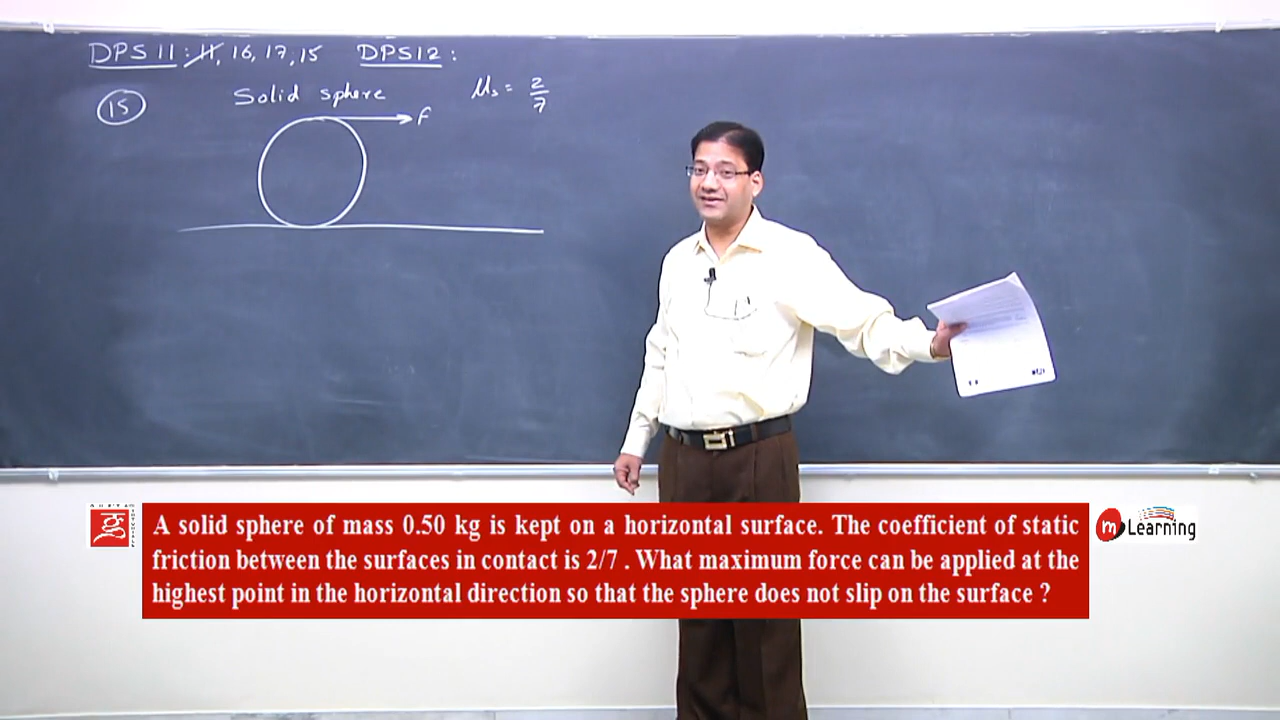 DPS 11 : 11, 16, 17, 15 DPS 12 :
15 Solid sphere μs = 2/7
F
A solid sphere of mass 0.50 kg is kept on a horizontal surface. The coefficient of static
friction between the surfaces in contact is 2/7 . What maximum force can be applied at the
highest point in the horizontal direction so that the sphere does not slip on the surface ?
m Learning